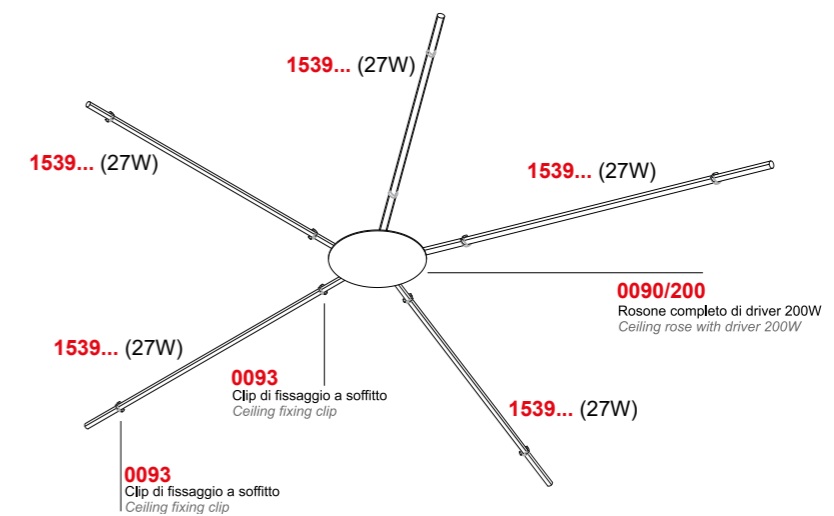 1539... (27W)
1539... (27W)
1539... (27W)
0090/200
Rosone completo di driver 200W
Ceiling rose with driver 200W
1539... (27W)
0093
Clip di fissaggio a soffitto
Ceiling fixing clip
1539... (27W)
0093
Clip di fissaggio a soffitto
Ceiling fixing clip